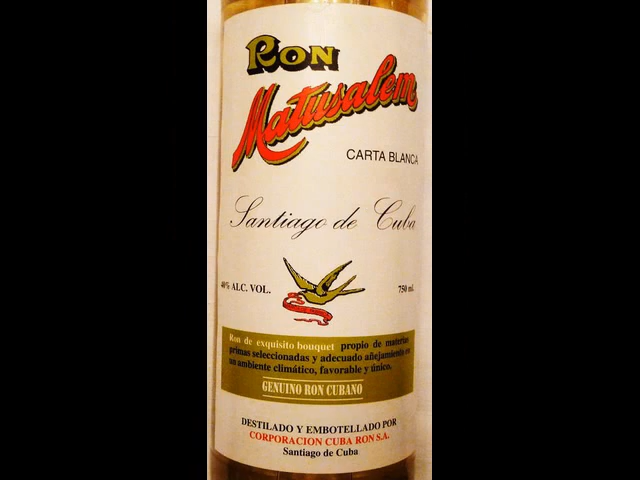 RON
Matusalem
CARTA BLANCA
Santiago de Cuba
40% ALC. VOL.
750 ml.
Ron de exquisito bouquet propio de materias
primas seleccionadas y adecuado añejamiento en
un ambiente climático, favorable y único.
GENUINO RON CUBANO
DESTILADO Y EMBOTELLADO POR
CORPORACION CUBA RON S.A.
Santiago de Cuba